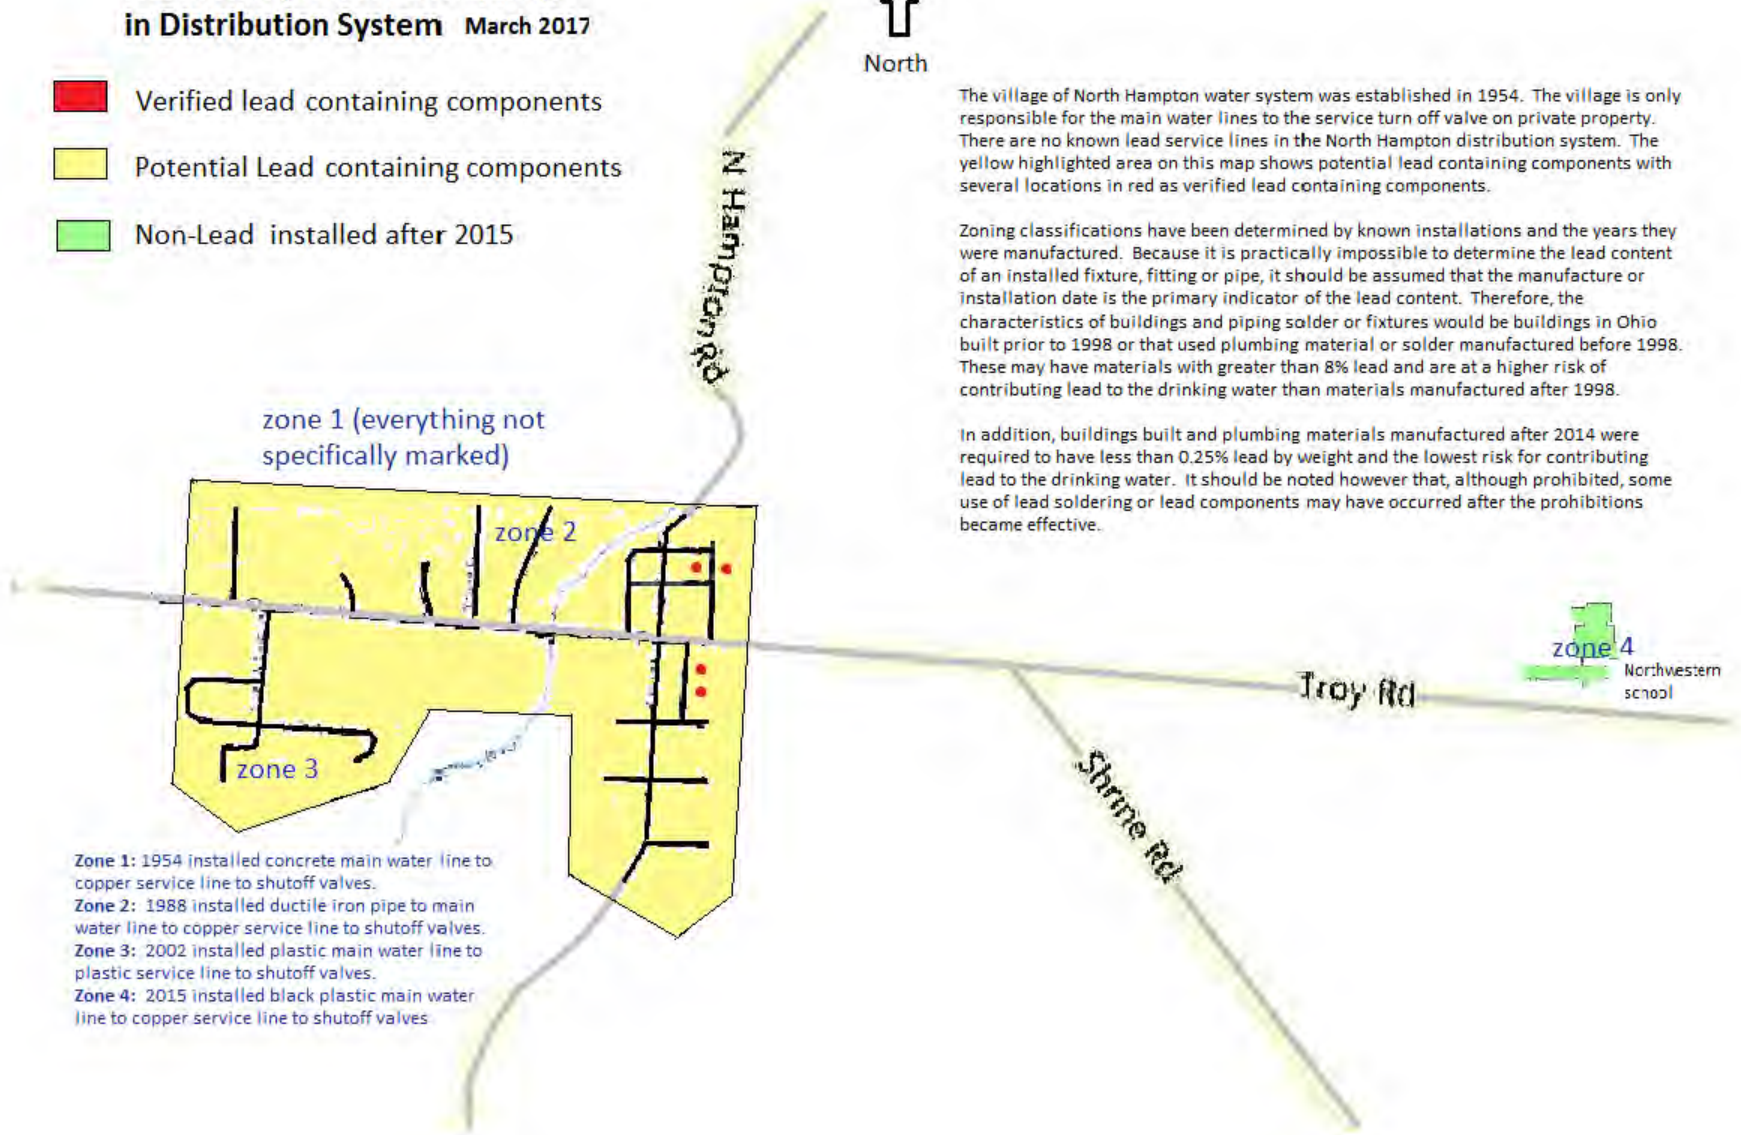 in Distribution System March 2017
North
Verified lead containing components
Potential Lead containing components
Non-Lead installed after 2015
The village of North Hampton water system was established in 1954. The village is only
responsible for the main water lines to the service turn off valve on private property.
There are no known lead service lines in the North Hampton distribution system. The
yellow highlighted area on this map shows potential lead containing components with
several locations in red as verified lead containing components.
Zoning classifications have been determined by known installations and the years they
were manufactured. Because it is practically impossible to determine the lead content
of an installed fixture, fitting or pipe, it should be assumed that the manufacture or
installation date is the primary indicator of the lead content. Therefore, the
characteristics of buildings and piping solder or fixtures would be buildings in Ohio
built prior to 1998 or that used plumbing material or solder manufactured before 1998.
These may have materials with greater than 8% lead and are at a higher risk of
contributing lead to the drinking water than materials manufactured after 1998.
In addition, buildings built and plumbing materials manufactured after 2014 were
required to have less than 0.25% lead by weight and the lowest risk for contributing
lead to the drinking water. It should be noted however that, although prohibited, some
use of lead soldering or lead components may have occurred after the prohibitions
became effective.
N Hampton Rd
zone 1 (everything not
specifically marked)
zone 2
zone 3
zone 4
Northwestern
school
Troy Rd
Shrine Rd
Zone 1: 1954 installed concrete main water line to
copper service line to shutoff valves.
Zone 2: 1988 installed ductile iron pipe to main
water line to copper service line to shutoff valves.
Zone 3: 2002 installed plastic main water line to
plastic service line to shutoff valves.
Zone 4: 2015 installed black plastic main water
line to copper service line to shutoff valves